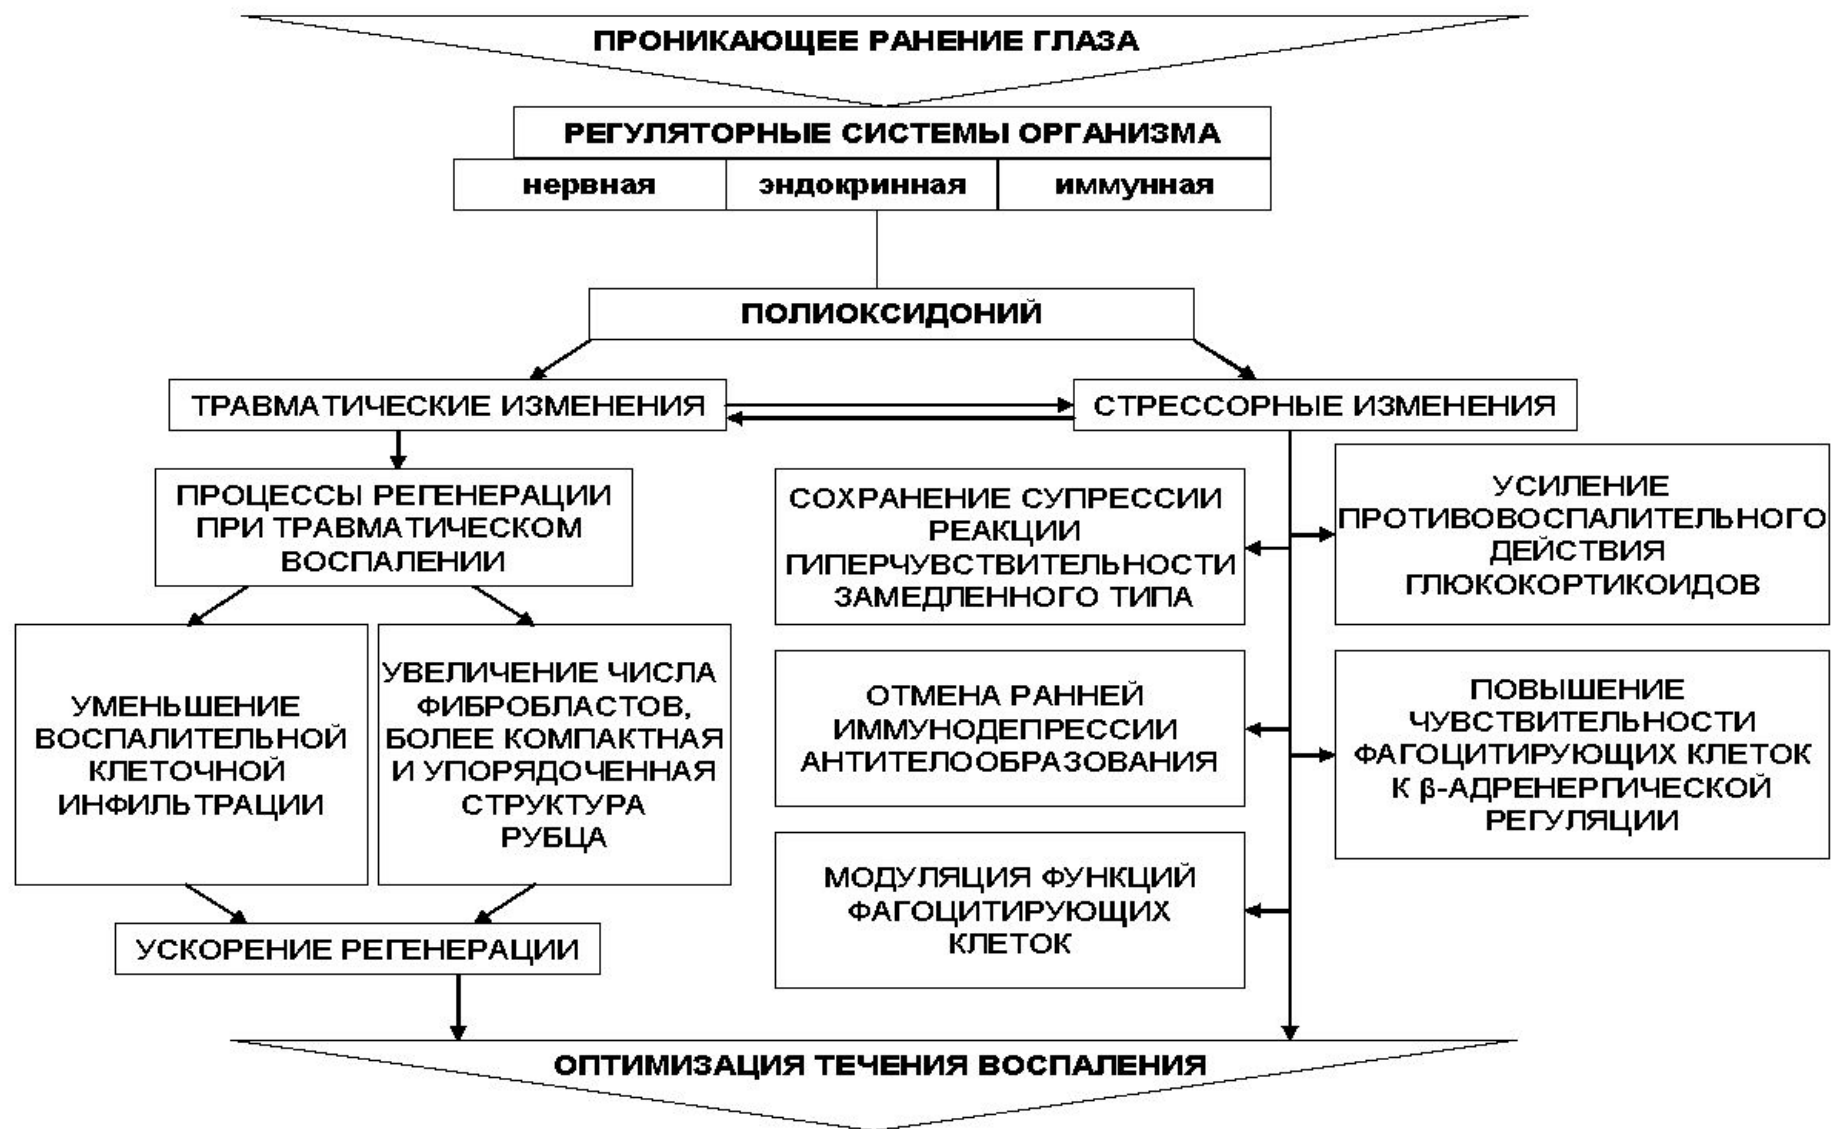 ПРОНИКАЮЩЕЕ РАНЕНИЕ ГЛАЗА
РЕГУЛЯТОРНЫЕ СИСТЕМЫ ОРГАНИЗМА
нервная эндокринная иммунная
ПОЛИОКСИДОНИЙ
ТРАВМАТИЧЕСКИЕ ИЗМЕНЕНИЯ
СТРЕССОРНЫЕ ИЗМЕНЕНИЯ
ПРОЦЕССЫ РЕГЕНЕРАЦИИ
ПРИ ТРАВМАТИЧЕСКОМ
ВОСПАЛЕНИИ
УМЕНЬШЕНИЕ
ВОСПАЛИТЕЛЬНОЙ
КЛЕТОЧНОЙ
ИНФИЛЬТРАЦИИ
УВЕЛИЧЕНИЕ ЧИСЛА
ФИБРОБЛАСТОВ,
БОЛЕЕ КОМПАКТНАЯ
И УПОРЯДОЧЕННАЯ
СТРУКТУРА
РУБЦА
УСКОРЕНИЕ РЕГЕНЕРАЦИИ
СОХРАНЕНИЕ СУПРЕССИИ
РЕАКЦИИ
ГИПЕРЧУВСТВИТЕЛЬНОСТИ
ЗАМЕДЛЕННОГО ТИПА
ОТМЕНА РАННЕЙ
ИММУНОДЕПРЕССИИ
АНТИТЕЛООБРАЗОВАНИЯ
МОДУЛЯЦИЯ ФУНКЦИЙ
ФАГОЦИТИРУЮЩИХ
КЛЕТОК
УСИЛЕНИЕ
ПРОТИВОВОСПАЛИТЕЛЬНОГО
ДЕЙСТВИЯ
ГЛЮКОКОРТИКОИДОВ
ПОВЫШЕНИЕ
ЧУВСТВИТЕЛЬНОСТИ
ФАГОЦИТИРУЮЩИХ КЛЕТОК
К β-АДРЕНЕРГИЧЕСКОЙ
РЕГУЛЯЦИИ
ОПТИМИЗАЦИЯ ТЕЧЕНИЯ ВОСПАЛЕНИЯ